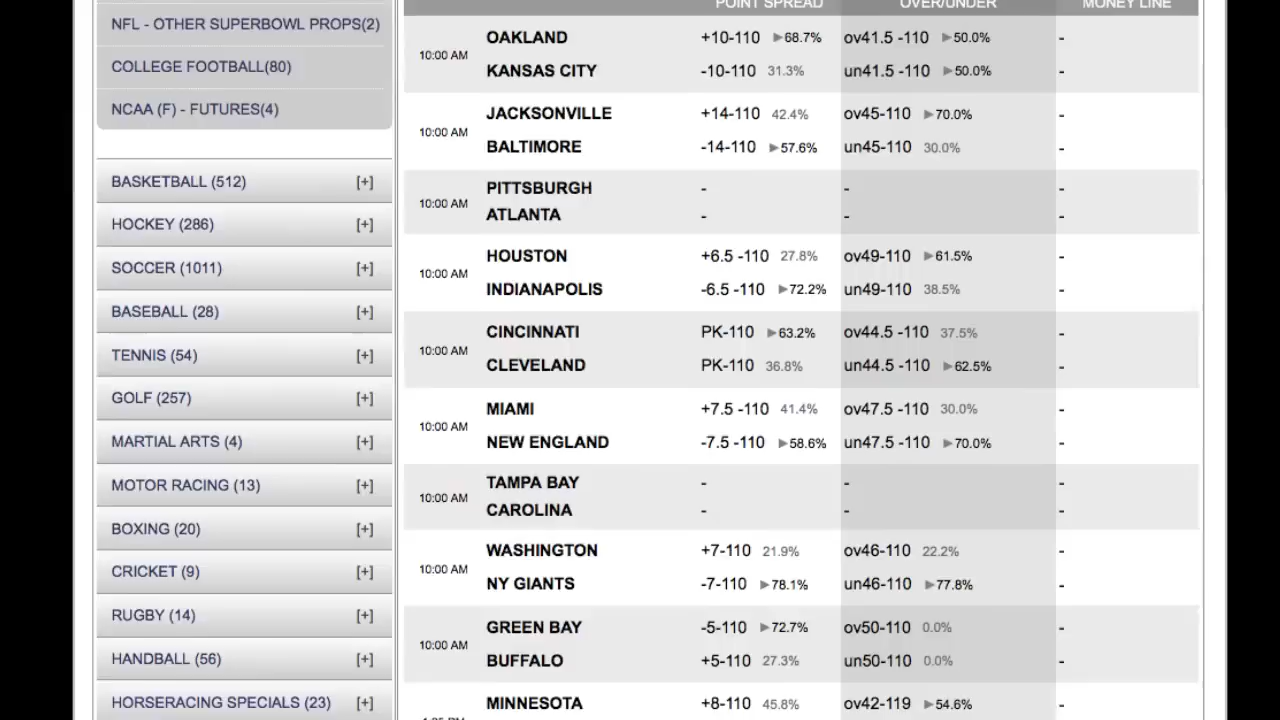 POINT SPREAD OVER/UNDER MONEY LINE
NFL - OTHER SUPERBOWL PROPS(2)
COLLEGE FOOTBALL(80)
NCAA (F) - FUTURES(4)
BASKETBALL (512) [+]
HOCKEY (286) [+]
SOCCER (1011) [+]
BASEBALL (28) [+]
TENNIS (54) [+]
GOLF (257) [+]
MARTIAL ARTS (4) [+]
MOTOR RACING (13) [+]
BOXING (20) [+]
CRICKET (9) [+]
RUGBY (14) [+]
HANDBALL (56) [+]
HORSERACING SPECIALS (23) [+]
OAKLAND +10-110 ▶68.7% ov41.5 -110 ▶50.0% -
10:00 AM
KANSAS CITY -10-110 31.3% un41.5 -110 ▶50.0% -
JACKSONVILLE +14-110 42.4% ov45-110 ▶70.0% -
10:00 AM
BALTIMORE -14-110 ▶57.6% un45-110 30.0% -
PITTSBURGH - - -
10:00 AM
ATLANTA - - -
HOUSTON +6.5 -110 27.8% ov49-110 ▶61.5% -
10:00 AM
INDIANAPOLIS -6.5 -110 ▶72.2% un49-110 38.5% -
CINCINNATI PK-110 ▶63.2% ov44.5 -110 37.5% -
10:00 AM
CLEVELAND PK-110 36.8% un44.5 -110 ▶62.5% -
MIAMI +7.5 -110 41.4% ov47.5 -110 30.0% -
10:00 AM
NEW ENGLAND -7.5 -110 ▶58.6% un47.5 -110 ▶70.0% -
TAMPA BAY - - -
10:00 AM
CAROLINA - - -
WASHINGTON +7-110 21.9% ov46-110 22.2% -
10:00 AM
NY GIANTS -7-110 ▶78.1% un46-110 ▶77.8% -
GREEN BAY -5-110 ▶72.7% ov50-110 0.0% -
10:00 AM
BUFFALO +5-110 27.3% un50-110 0.0% -
MINNESOTA +8-110 45.8% ov42-119 ▶54.6% -